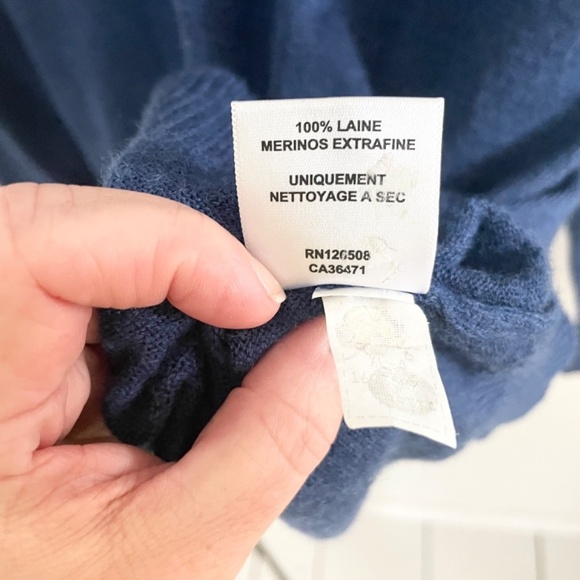 100% LAINE
MERINOS EXTRAFINE
UNIQUEMENT
NETTOYAGE A SEC
RN126508
CA36471